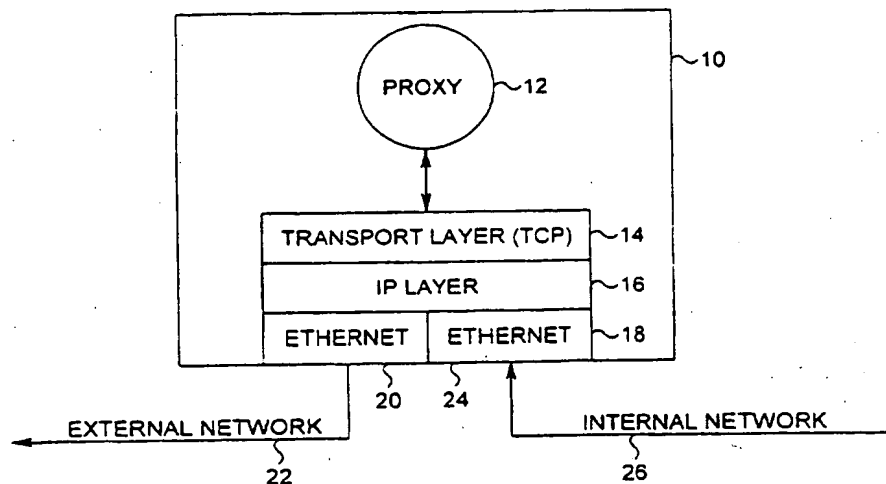 10
PROXY 12
TRANSPORT LAYER (TCP) 14
IP LAYER 16
ETHERNET ETHERNET 18
20 24
EXTERNAL NETWORK INTERNAL NETWORK
22 26